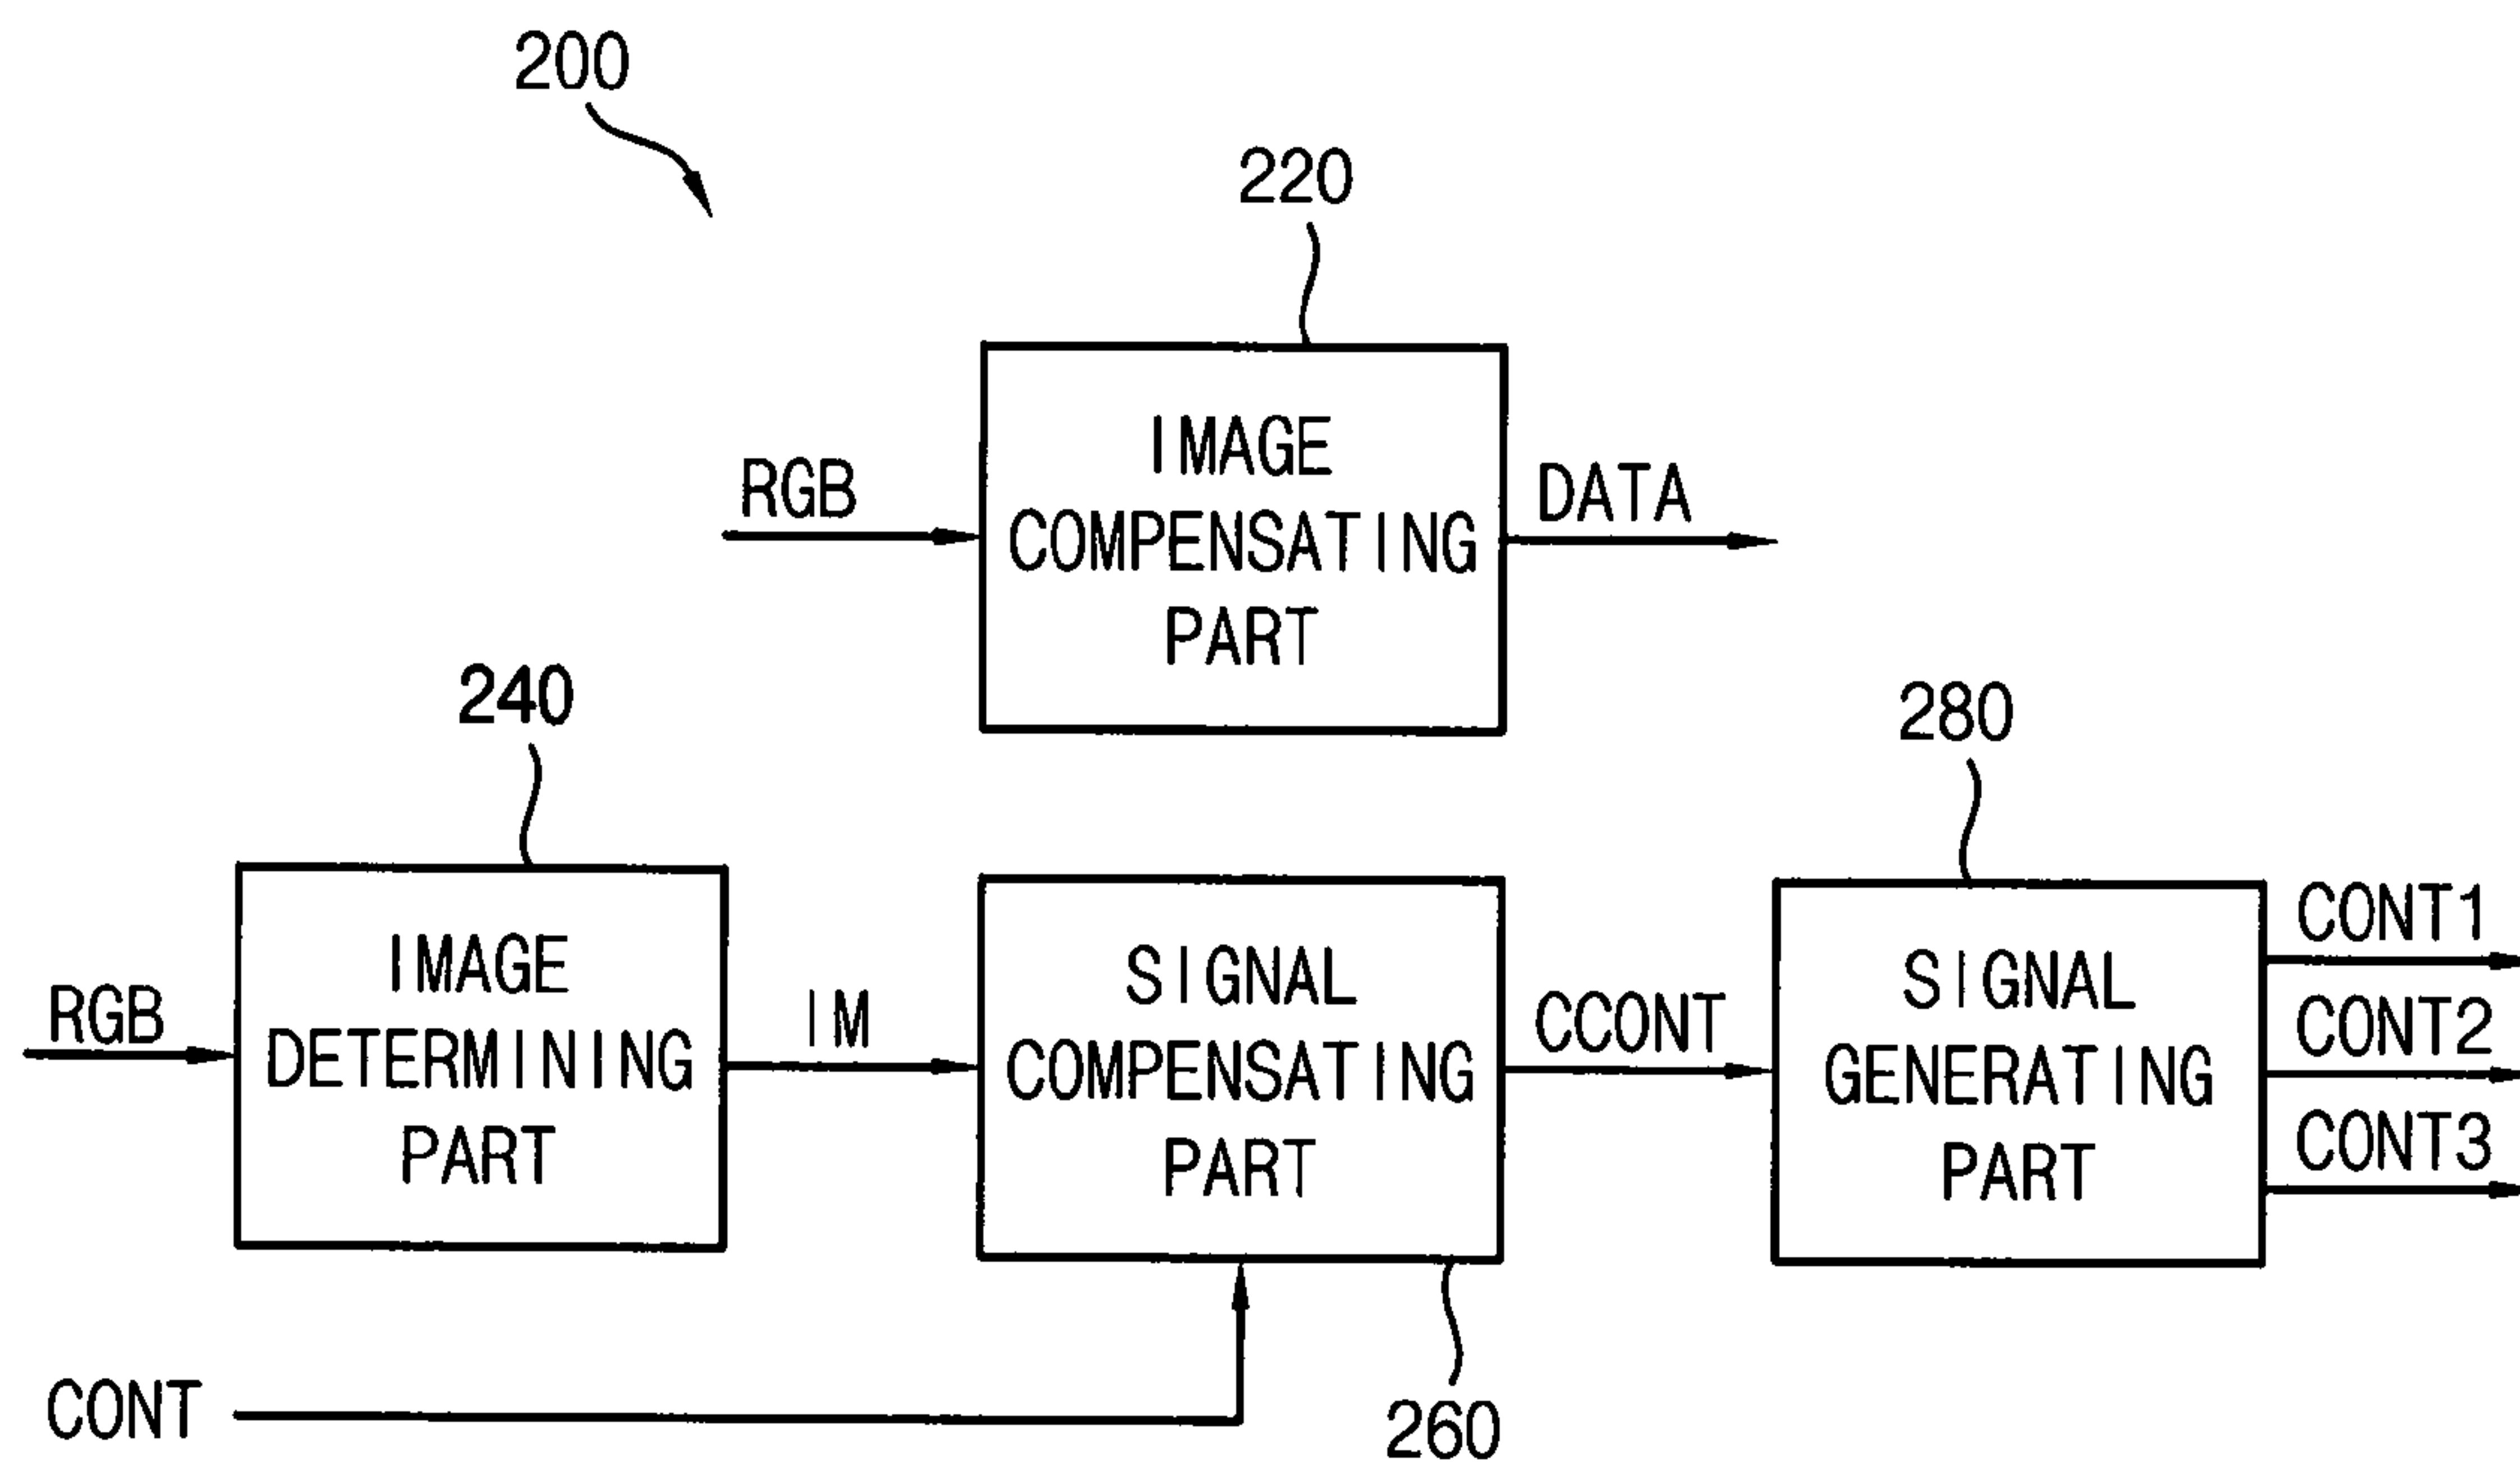 200
220
RGB
IMAGE
COMPENSATING
PART
DATA
240
280
RGB
IMAGE
DETERMINING
PART
IM
SIGNAL
COMPENSATING
PART
CCONT
SIGNAL
GENERATING
PART
CONT1
CONT2
CONT3
CONT
260